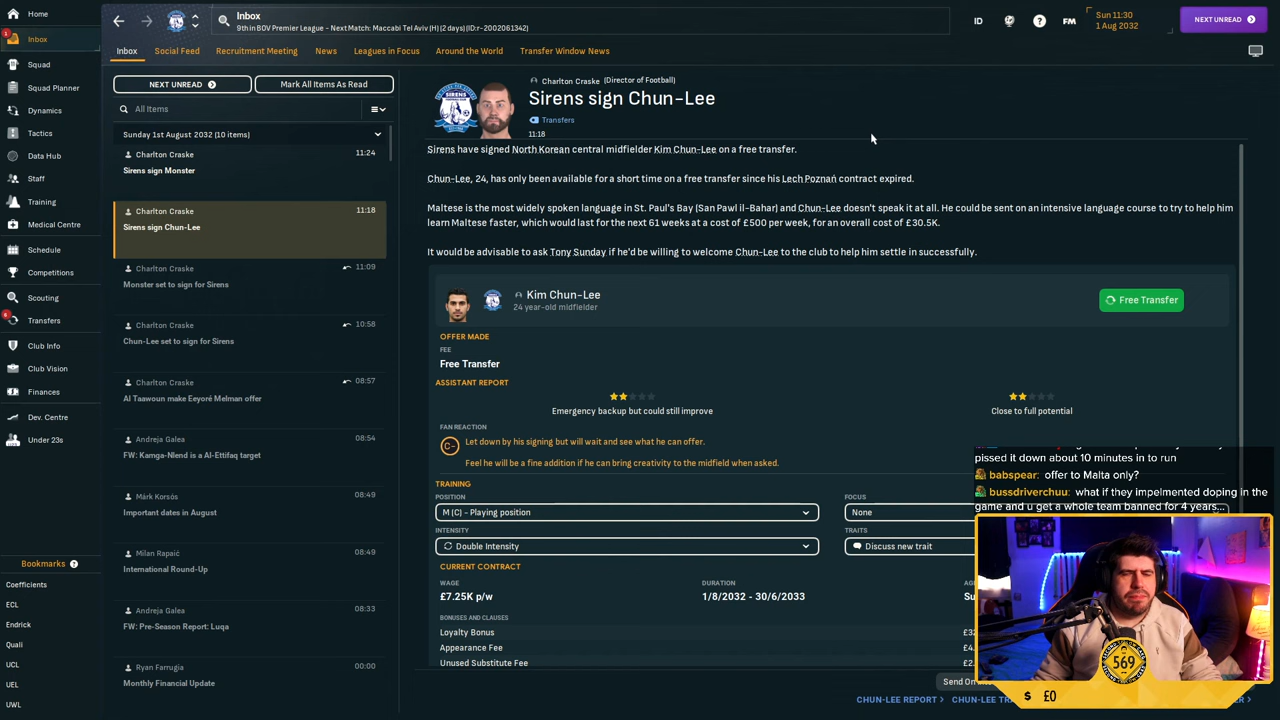 Home
Inbox
Squad
Squad Planner
Dynamics
Tactics
Data Hub
Staff
Training
Medical Centre
Schedule
Competitions
Scouting
Transfers
Club Info
Club Vision
Finances
Dev. Centre
Under 23s
Bookmarks
Coefficients
ECL
Endrick
Quali
UCL
UEL
UWL
Inbox
9th in BOV Premier League - Next Match: Maccabi Tel Aviv (H) (2 days) (ID:r-2002061342)
ID
FM
Sun 11:30
1 Aug 2032
NEXT UNREAD
Inbox
Social Feed
Recruitment Meeting
News
Leagues in Focus
Around the World
Transfer Window News
NEXT UNREAD
Mark All Items As Read
All Items
Sunday 1st August 2032 (10 items)
Charlton Craske 11:24
Sirens sign Monster
Charlton Craske 11:18
Sirens sign Chun-Lee
Charlton Craske 11:09
Monster set to sign for Sirens
Charlton Craske 10:58
Chun-Lee set to sign for Sirens
Charlton Craske 08:57
Al Taawoun make Eeyoré Melman offer
Andreja Galea 08:54
FW: Kamga-Nlend is a Al-Ettifaq target
Márk Korsós 08:49
Important dates in August
Milan Rapaić 08:49
International Round-Up
Andreja Galea 08:33
FW: Pre-Season Report: Luqa
Ryan Farrugia 00:00
Monthly Financial Update
Charlton Craske (Director of Football)
Sirens sign Chun-Lee
Transfers
11:18
Sirens have signed North Korean central midfielder Kim Chun-Lee on a free transfer.
Chun-Lee, 24, has only been available for a short time on a free transfer since his Lech Poznań contract expired.
Maltese is the most widely spoken language in St. Paul's Bay (San Pawl il-Baħar) and Chun-Lee doesn't speak it at all. He could be sent on an intensive language course to try to help him
learn Maltese faster, which would last for the next 61 weeks at a cost of £500 per week, for an overall cost of £30.5K.
It would be advisable to ask Tony Sunday if he'd be willing to welcome Chun-Lee to the club to help him settle in successfully.
Kim Chun-Lee
24 year-old midfielder
Free Transfer
OFFER MADE
FEE
Free Transfer
ASSISTANT REPORT
Emergency backup but could still improve
Close to full potential
FAN REACTION
C-
Let down by his signing but will wait and see what he can offer.
Feel he will be a fine addition if he can bring creativity to the midfield when asked.
TRAINING
POSITION
M (C) - Playing position
FOCUS
None
INTENSITY
Double Intensity
TRAITS
Discuss new trait
CURRENT CONTRACT
WAGE
£7.25K p/w
DURATION
1/8/2032 - 30/6/2033
Su
BONUSES AND CLAUSES
Loyalty Bonus
Appearance Fee
Unused Substitute Fee
CHUN-LEE REPORT
pissed it down about 10 minutes in to run
babspear: offer to Malta only?
bussdriverchuu: what if they impelmented doping in the
game and u get a whole team banned for 4 years...
569
$ £0